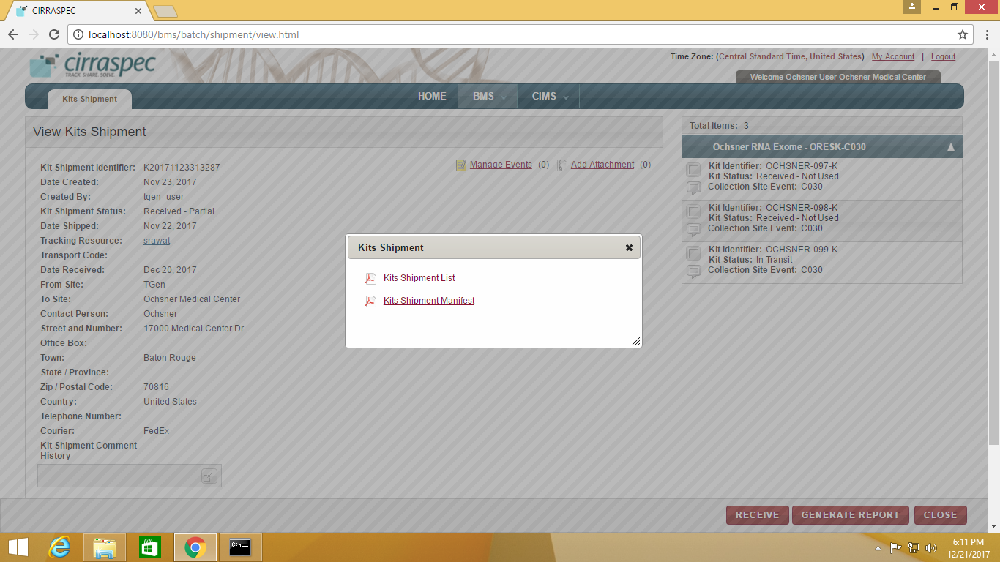 CIRRASPEC
localhost:8080/bms/batch/shipment/view.html
cirraspec
TRACK. SHARE. SOLVE.
Time Zone: (Central Standard Time, United States) My Account | Logout
Welcome Ochsner User Ochsner Medical Center
Kits Shipment
HOME BMS CIMS
View Kits Shipment
Manage Events (0) Add Attachment (0)
Kit Shipment Identifier: K20171123313287
Date Created: Nov 23, 2017
Created By: tgen_user
Kit Shipment Status: Received - Partial
Date Shipped: Nov 22, 2017
Tracking Resource: srawat
Transport Code:
Date Received: Dec 20, 2017
From Site: TGen
To Site: Ochsner Medical Center
Contact Person: Ochsner
Street and Number: 17000 Medical Center Dr
Office Box:
Town: Baton Rouge
State / Province:
Zip / Postal Code: 70816
Country: United States
Telephone Number:
Courier: FedEx
Kit Shipment Comment
History
Kits Shipment
Kits Shipment List
Kits Shipment Manifest
Total Items: 3
Ochsner RNA Exome - ORESK-C030
Kit Identifier: OCHSNER-097-K
Kit Status: Received - Not Used
Collection Site Event: C030
Kit Identifier: OCHSNER-098-K
Kit Status: Received - Not Used
Collection Site Event: C030
Kit Identifier: OCHSNER-099-K
Kit Status: In Transit
Collection Site Event: C030
RECEIVE GENERATE REPORT CLOSE
C:\_
6:11 PM
12/21/2017